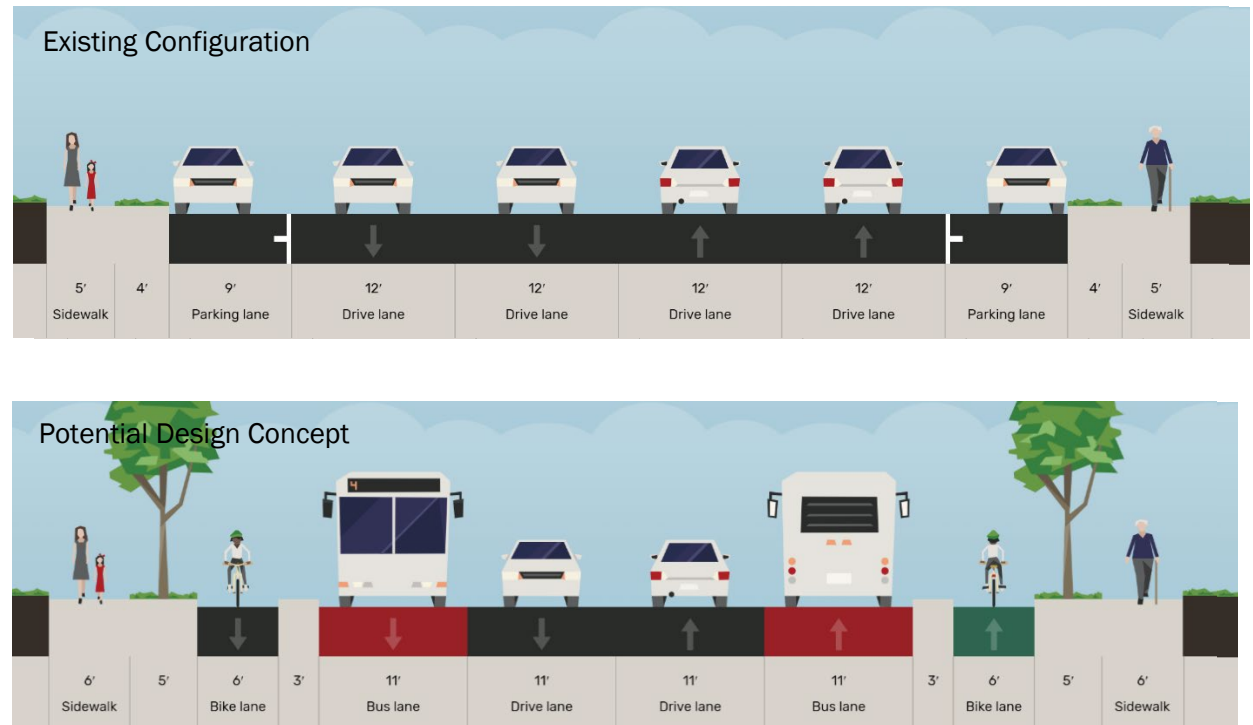 Existing Configuration
5′ 4′ 9′ 12′ 12′ 12′ 12′ 9′ 4′ 5′
Sidewalk Parking lane Drive lane Drive lane Drive lane Drive lane Parking lane Sidewalk
Potential Design Concept
4
6′ 5′ 6′ 3′ 11′ 11′ 11′ 11′ 3′ 6′ 5′ 6′
Sidewalk Bike lane Bus lane Drive lane Drive lane Bus lane Bike lane Sidewalk